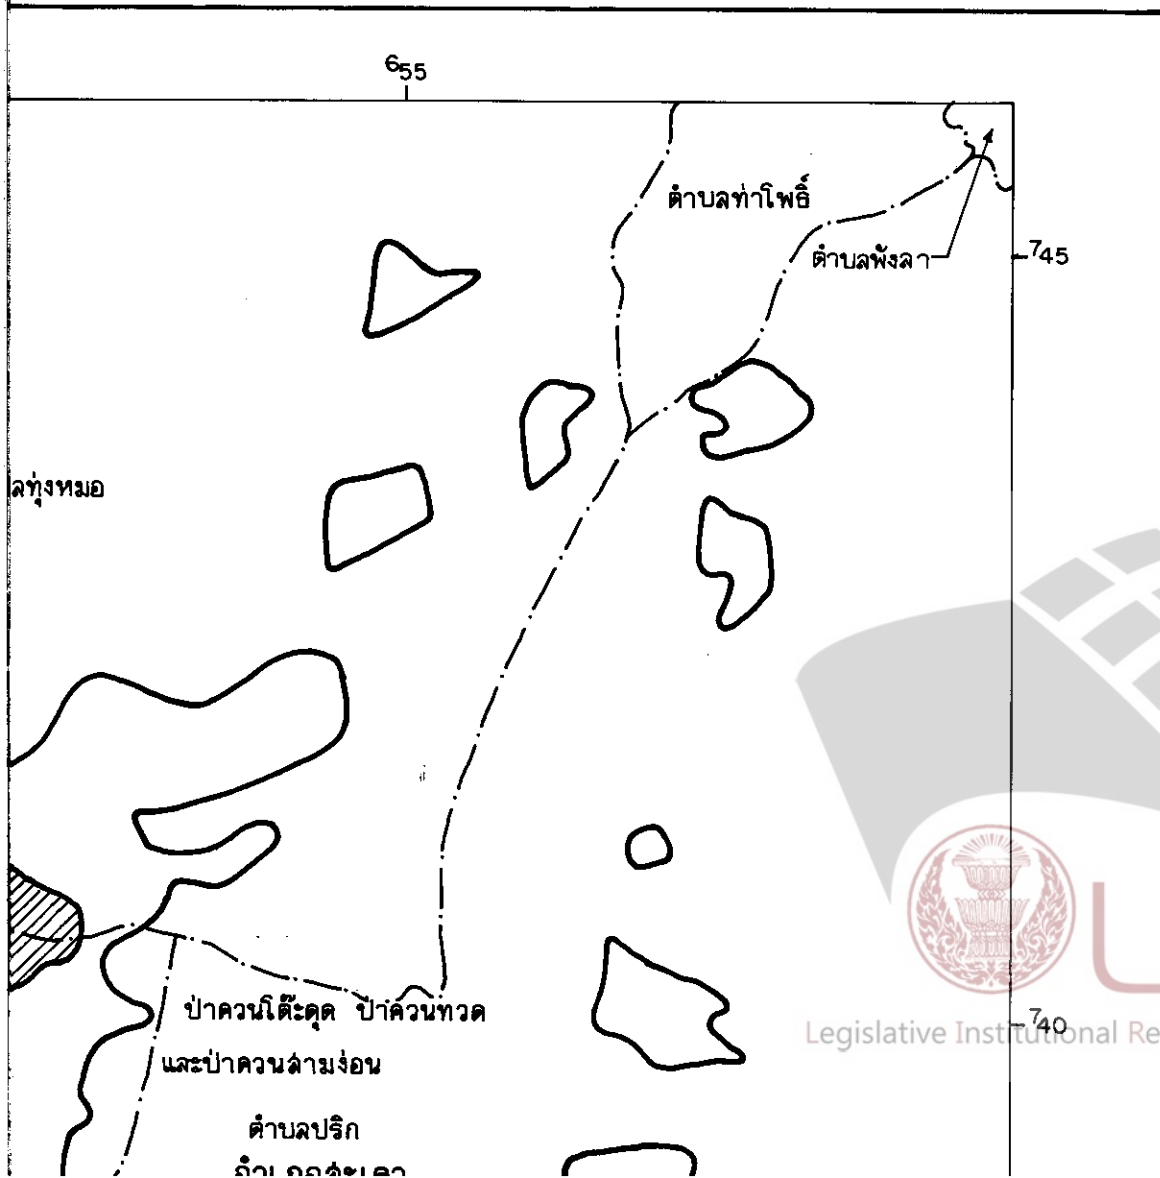 655
ตำบลท่าโพธิ์
ตำบลพังลา
745
ลทุ่งหมอ
ป่าควนโต๊ะดุด ป่าควนทวด
740
Legislative Institutional Re
และป่าควนล่ามง่อน
ตำบลปริก